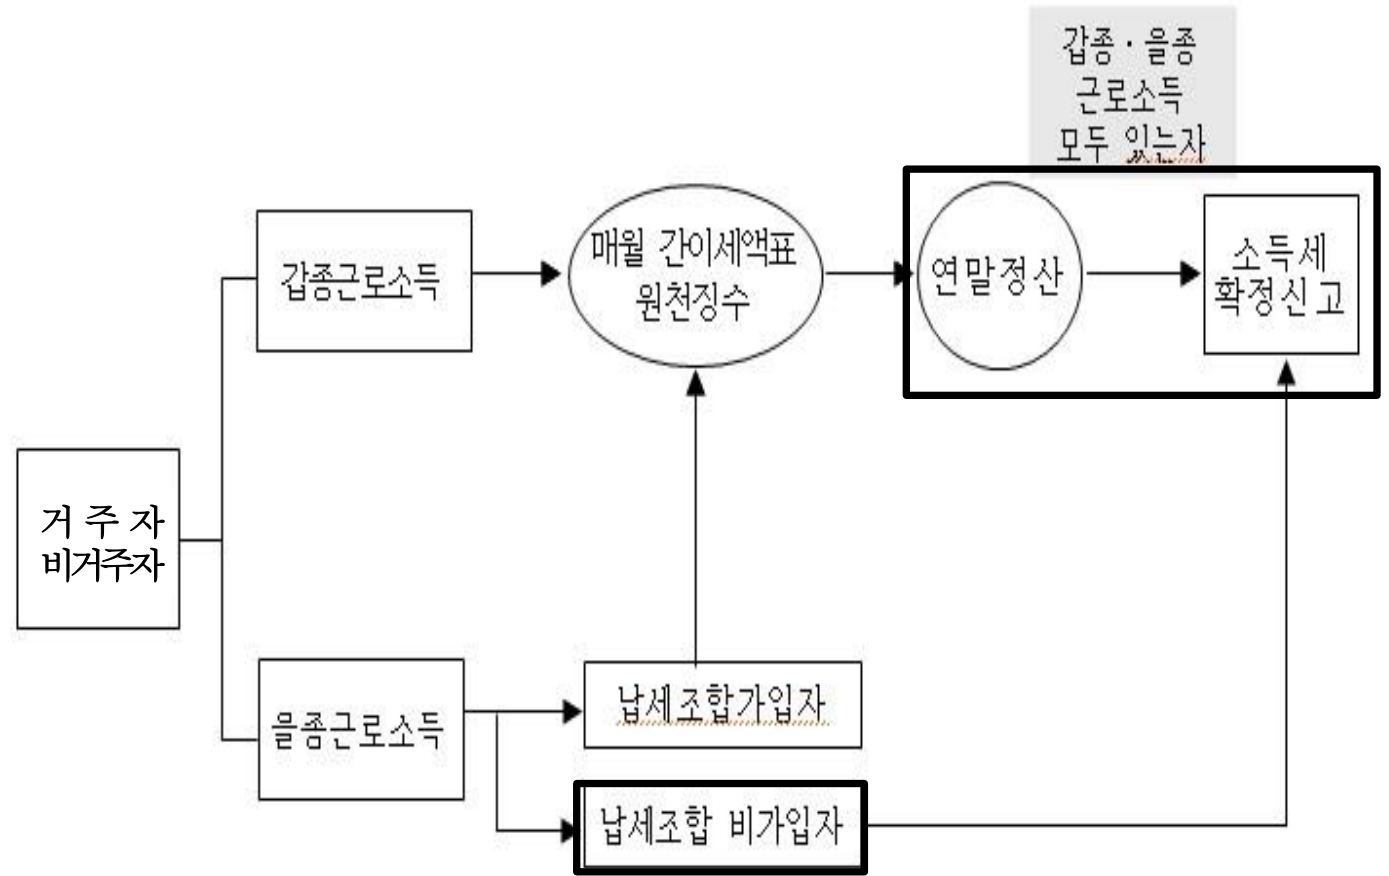 갑종 · 을종
근로소득
모두 있는자
갑종근로소득
매월 간이세액표
원천징수
연말정산
소득세
확정신고
거 주 자
비거주자
을종근로소득
납세조합가입자
납세조합 비가입자